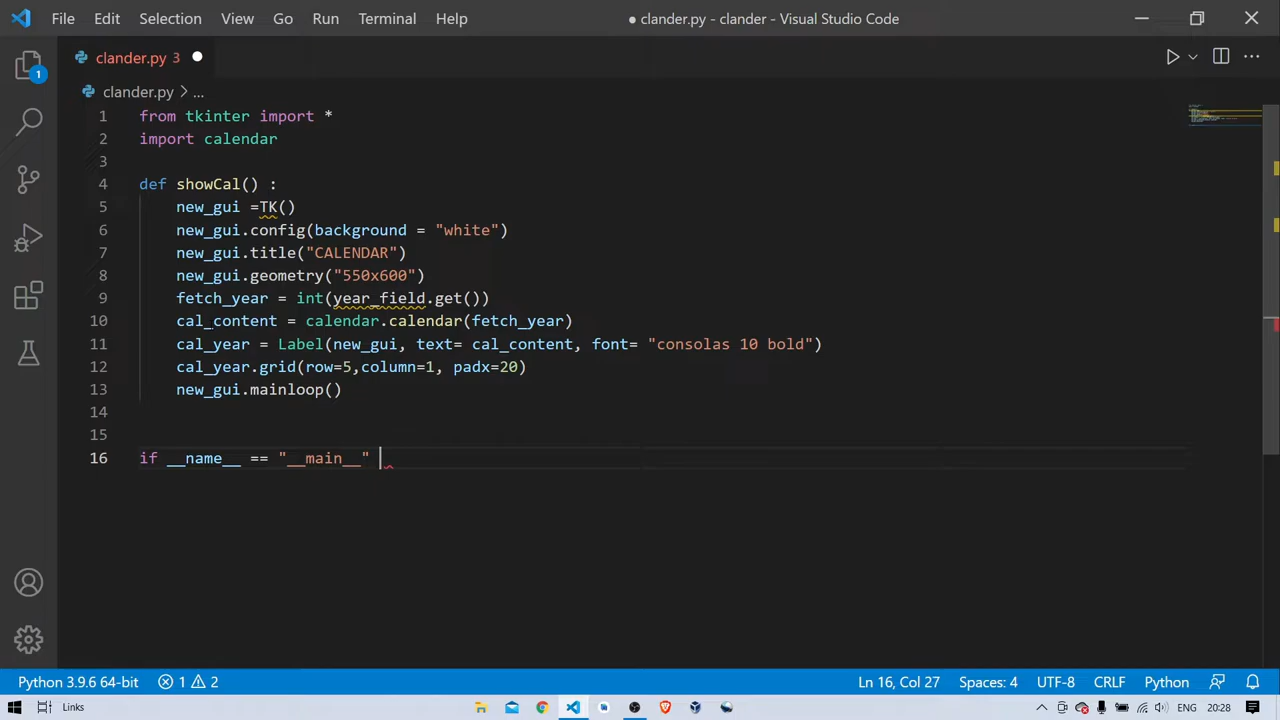 File Edit Selection View Go Run Terminal Help ● clander.py - clander - Visual Studio Code
clander.py 3
clander.py > ...
1 from tkinter import *
2 import calendar
3
4 def showCal() :
5 new_gui =TK()
6 new_gui.config(background = "white")
7 new_gui.title("CALENDAR")
8 new_gui.geometry("550x600")
9 fetch_year = int(year_field.get())
10 cal_content = calendar.calendar(fetch_year)
11 cal_year = Label(new_gui, text= cal_content, font= "consolas 10 bold")
12 cal_year.grid(row=5,column=1, padx=20)
13 new_gui.mainloop()
14
15
16 if __name__ == "__main__"
1
Python 3.9.6 64-bit 1 2 Ln 16, Col 27 Spaces: 4 UTF-8 CRLF Python
Links ENG 20:28